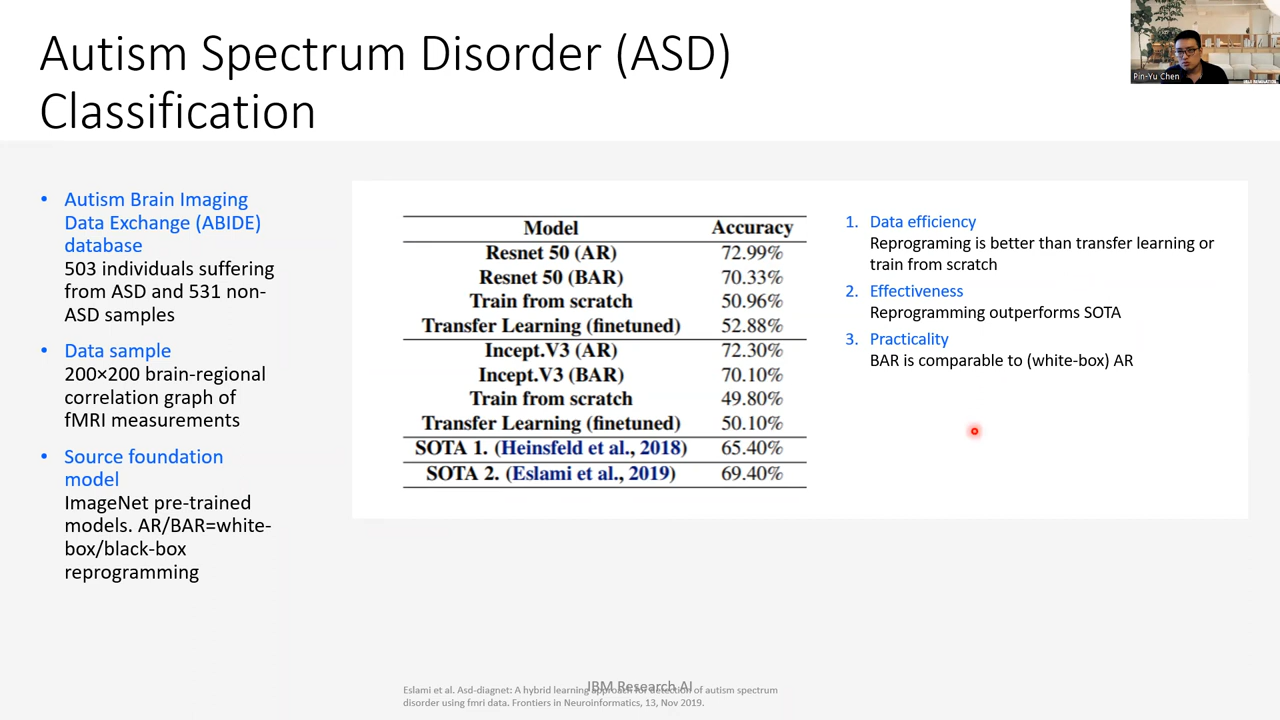 Autism Spectrum Disorder (ASD)
Classification
Pin-Yu Chen
• Autism Brain Imaging
Data Exchange (ABIDE)
database
503 individuals suffering
from ASD and 531 non-
ASD samples
• Data sample
200×200 brain-regional
correlation graph of
fMRI measurements
• Source foundation
model
ImageNet pre-trained
models. AR/BAR=white-
box/black-box
reprogramming
Model Accuracy
Resnet 50 (AR) 72.99%
Resnet 50 (BAR) 70.33%
Train from scratch 50.96%
Transfer Learning (finetuned) 52.88%
Incept.V3 (AR) 72.30%
Incept.V3 (BAR) 70.10%
Train from scratch 49.80%
Transfer Learning (finetuned) 50.10%
SOTA 1. (Heinsfeld et al., 2018) 65.40%
SOTA 2. (Eslami et al., 2019) 69.40%
1. Data efficiency
Reprograming is better than transfer learning or
train from scratch
2. Effectiveness
Reprogramming outperforms SOTA
3. Practicality
BAR is comparable to (white-box) AR
IBM Research AI
Eslami et al. Asd-diagnet: A hybrid learning approach for detection of autism spectrum
disorder using fmri data. Frontiers in Neuroinformatics, 13, Nov 2019.